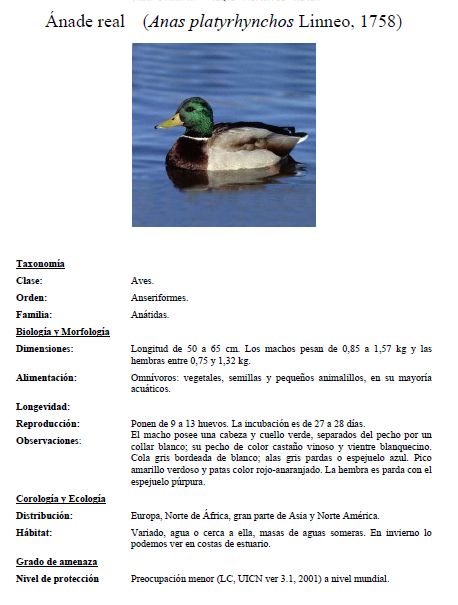 Ánade real (Anas platyrhynchos Linneo, 1758)
Taxonomía
Clase: Aves.
Orden: Anseriformes.
Familia: Anátidas.
Biología y Morfología
Dimensiones: Longitud de 50 a 65 cm. Los machos pesan de 0,85 a 1,57 kg y las
hembras entre 0,75 y 1,32 kg.
Alimentación: Omnívoros: vegetales, semillas y pequeños animalillos, en su mayoría
acuáticos.
Longevidad:
Reproducción: Ponen de 9 a 13 huevos. La incubación es de 27 a 28 días.
Observaciones: El macho posee una cabeza y cuello verde, separados del pecho por un
collar blanco; su pecho de color castaño vinoso y vientre blanquecino.
Cola gris bordeada de blanco; alas gris pardas o espejuelo azul. Pico
amarillo verdoso y patas color rojo-anaranjado. La hembra es parda con el
espejuelo púrpura.
Corología y Ecología
Distribución: Europa, Norte de África, gran parte de Asia y Norte América.
Hábitat: Variado, agua o cerca a ella, masas de aguas someras. En invierno lo
podemos ver en costas de estuario.
Grado de amenaza
Nivel de protección Preocupación menor (LC, UICN ver 3.1, 2001) a nivel mundial.